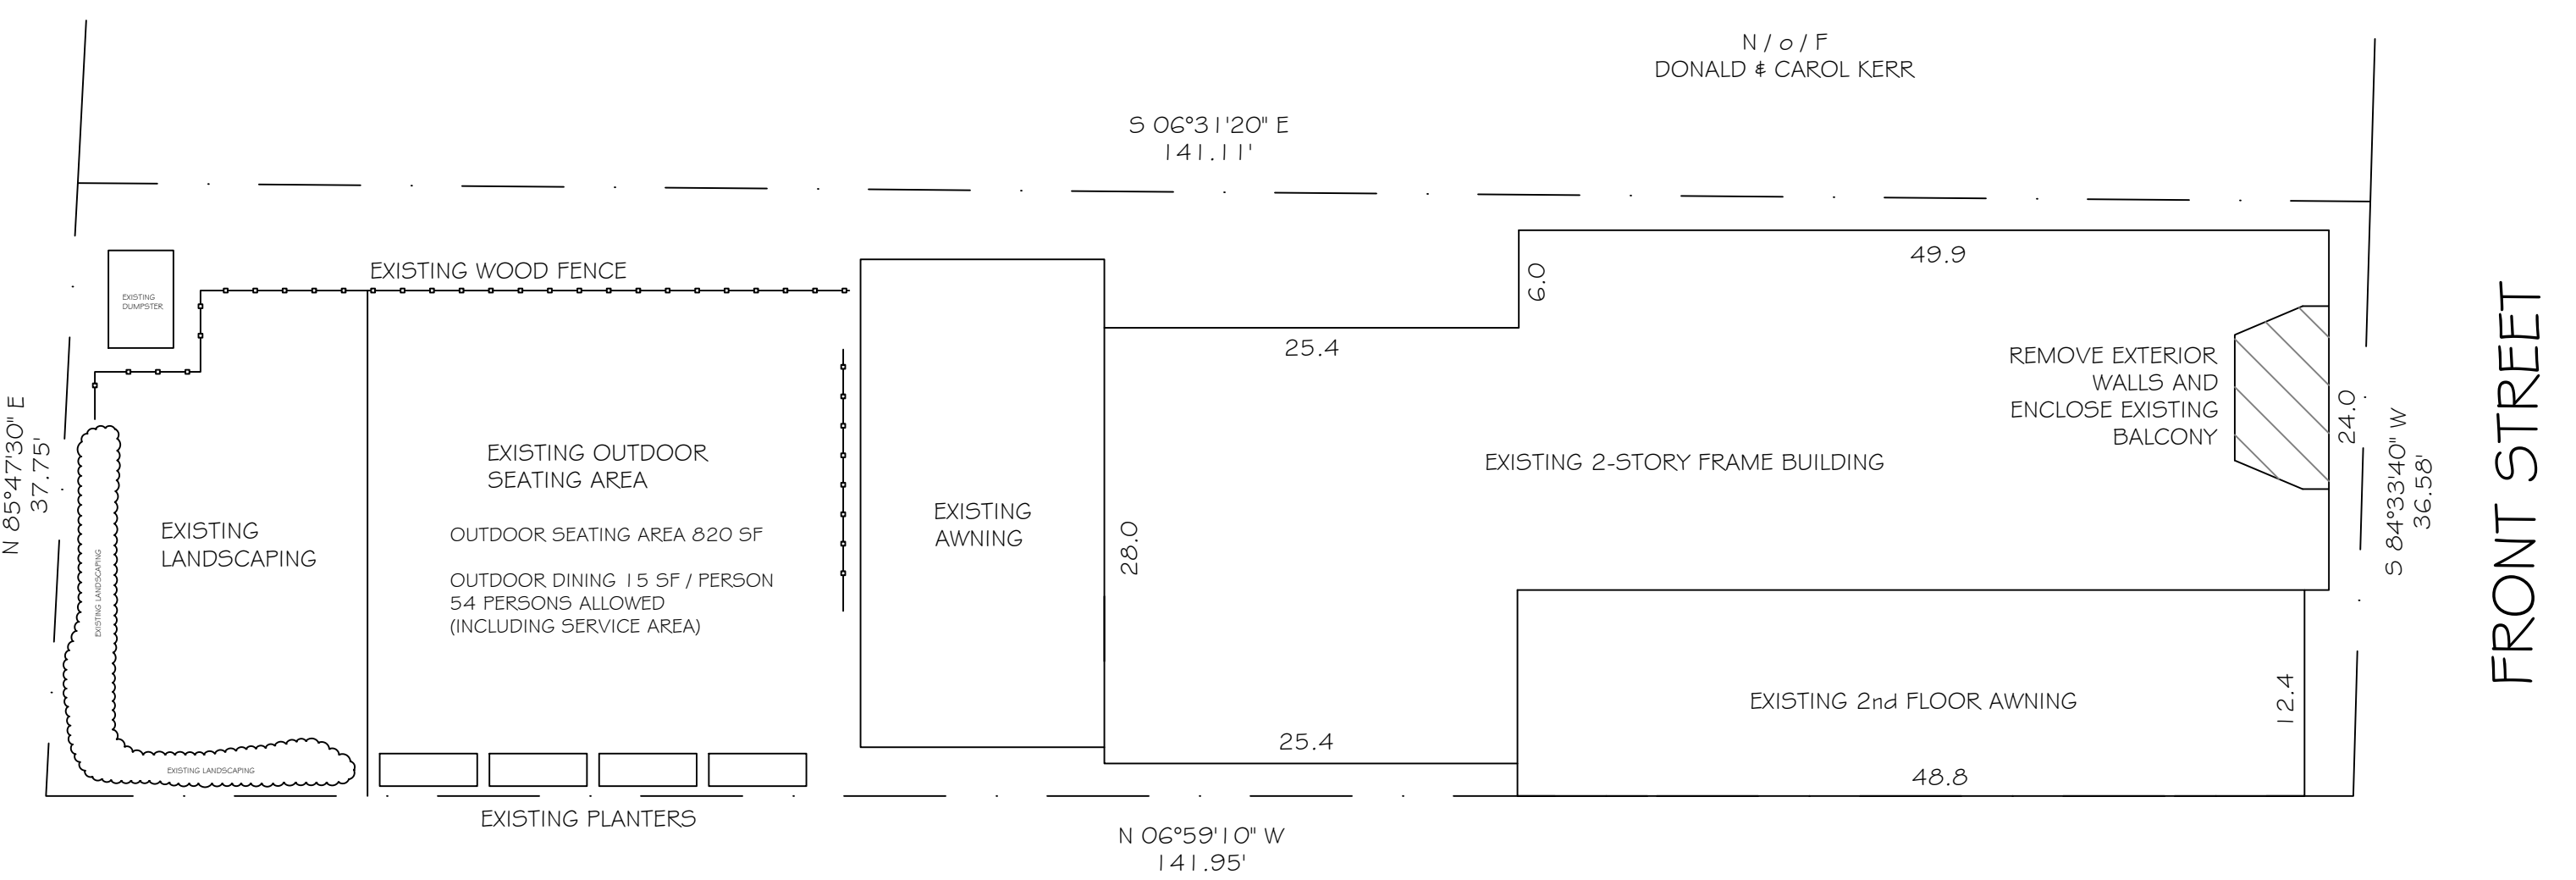 N / o / F
DONALD & CAROL KERR
S 06°31'20" E
141.11'
EXISTING WOOD FENCE
EXISTING
DUMPSTER
49.9
6.0
25.4
REMOVE EXTERIOR
WALLS AND
ENCLOSE EXISTING
BALCONY
24.0
S 84°33'40" W
36.58'
FRONT STREET
N 85°47'30" E
37.75'
EXISTING OUTDOOR
SEATING AREA
OUTDOOR SEATING AREA 820 SF
OUTDOOR DINING 15 SF / PERSON
54 PERSONS ALLOWED
(INCLUDING SERVICE AREA)
EXISTING
LANDSCAPING
EXISTING LANDSCAPING
EXISTING LANDSCAPING
EXISTING
AWNING
28.0
EXISTING 2-STORY FRAME BUILDING
EXISTING 2nd FLOOR AWNING
12.4
25.4
48.8
EXISTING PLANTERS
N 06°59'10" W
141.95'